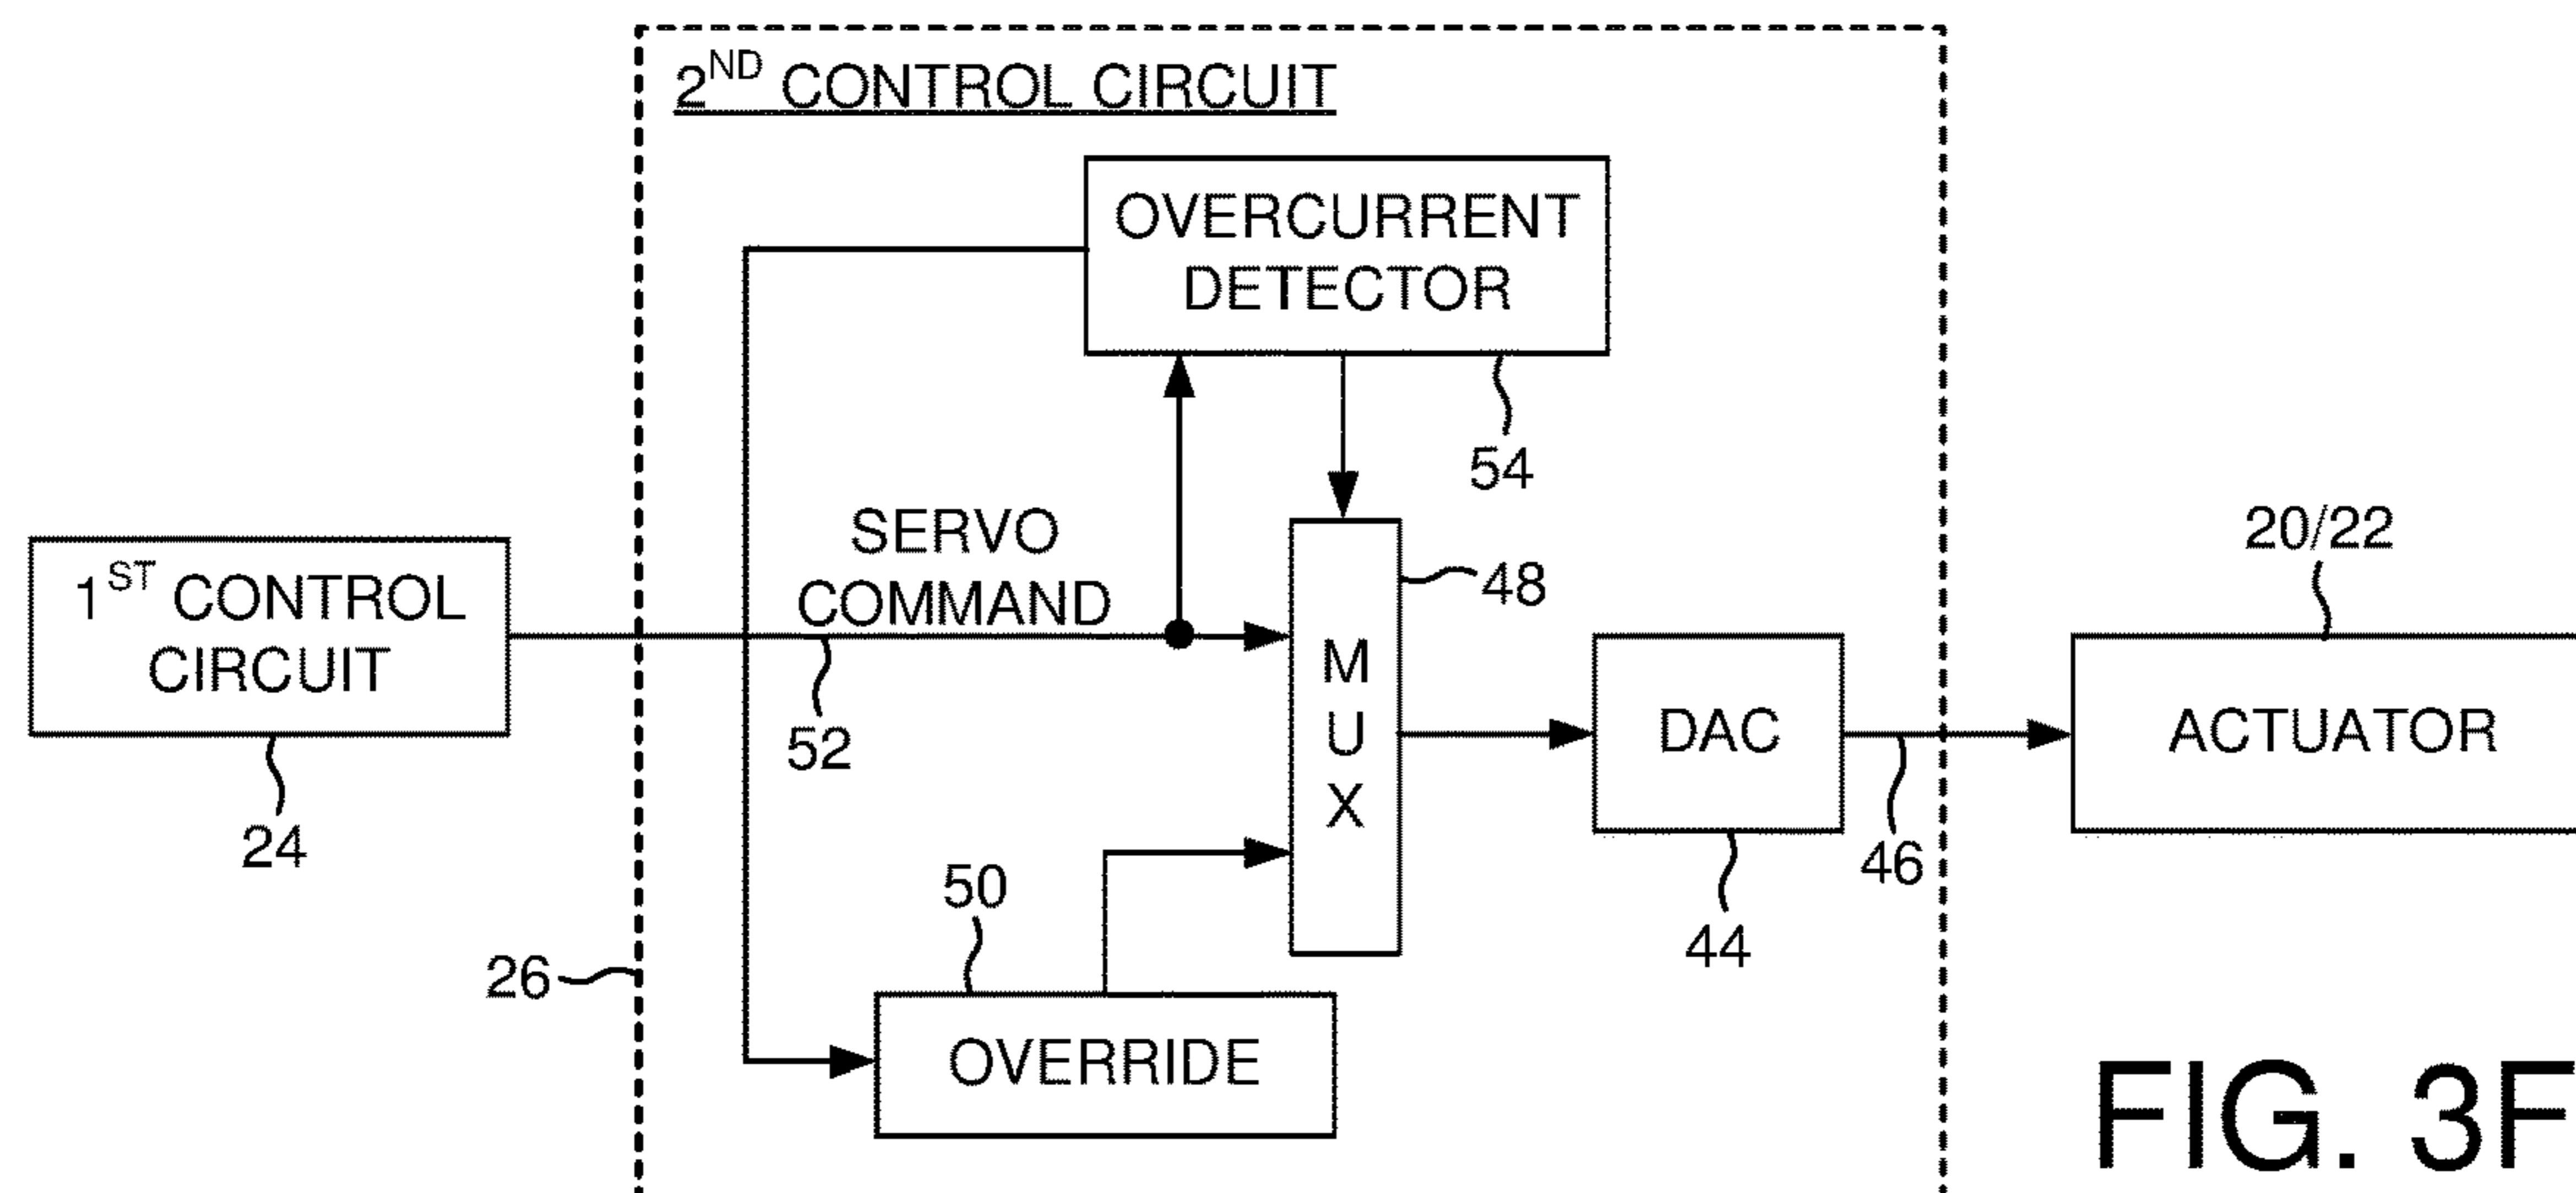 2ND CONTROL CIRCUIT
OVERCURRENT
DETECTOR
54
SERVO
COMMAND
52
1ST CONTROL
CIRCUIT
24
48
M
U
X
20/22
DAC
44
46
ACTUATOR
50
26
OVERRIDE
FIG. 3F